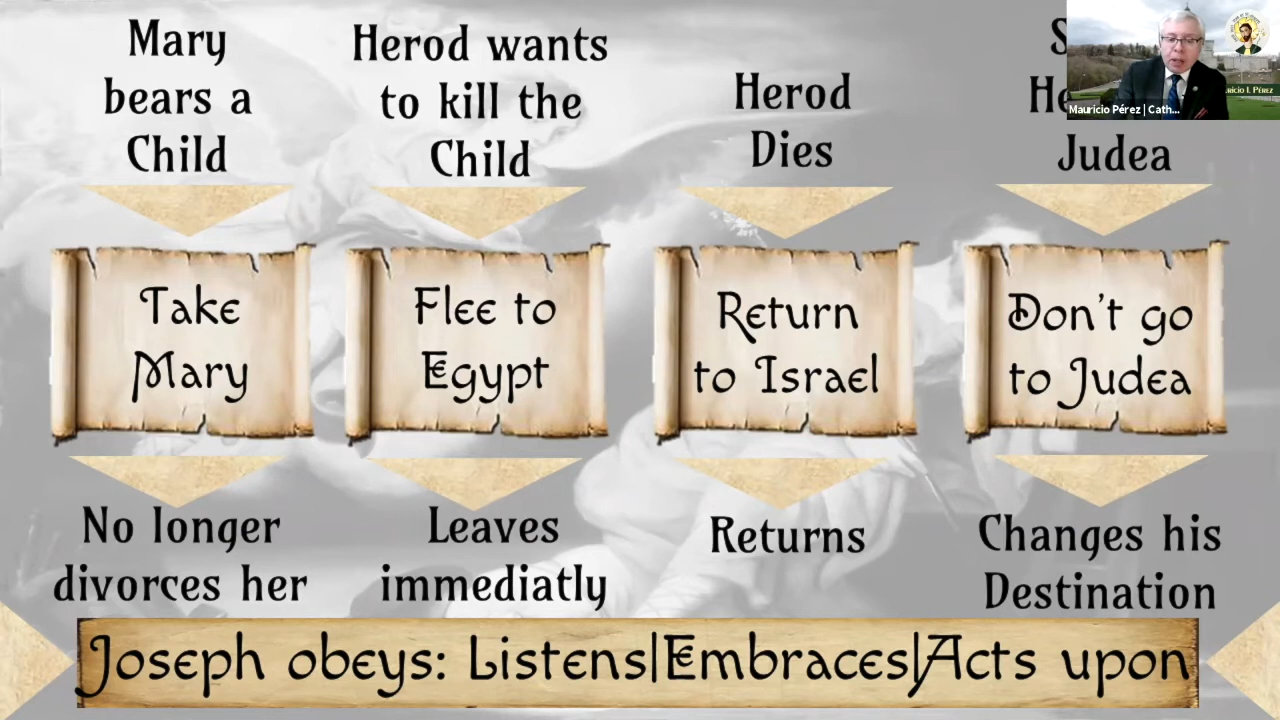 Mary
bears a
Child
Herod wants
to kill the
Child
Herod
Dies
Judea
Mauricio Pérez | Cath...
Take
Mary
Flee to
Egypt
Return
to Israel
Don't go
to Judea
No longer
divorces her
Leaves
immediatly
Returns
Changes his
Destination
Joseph obeys: Listens|Embraces|Acts upon